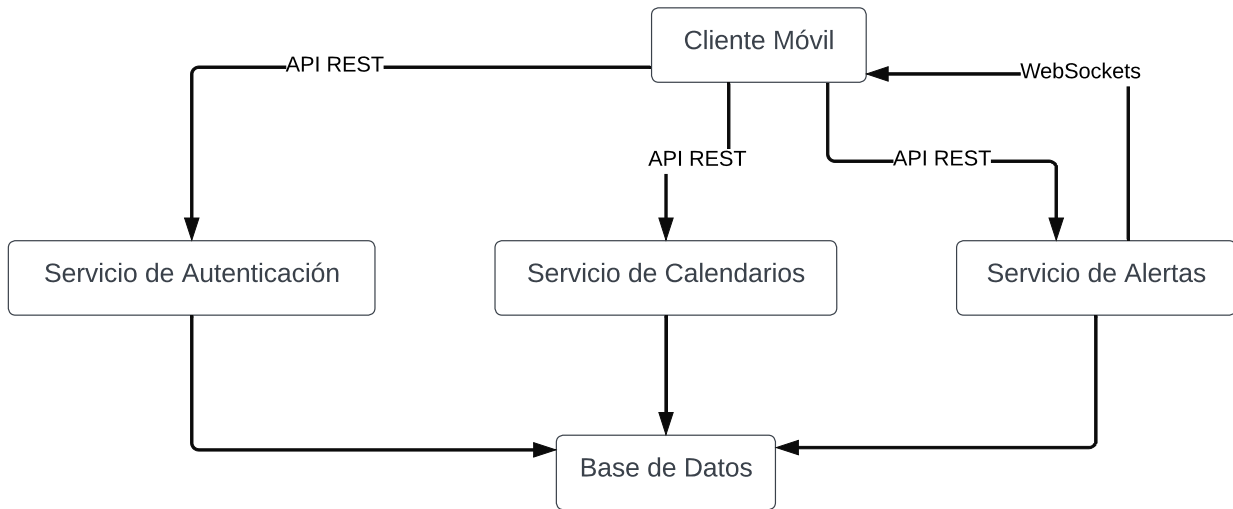 Cliente Móvil
API REST
WebSockets
API REST
API REST
Servicio de Autenticación
Servicio de Calendarios
Servicio de Alertas
Base de Datos